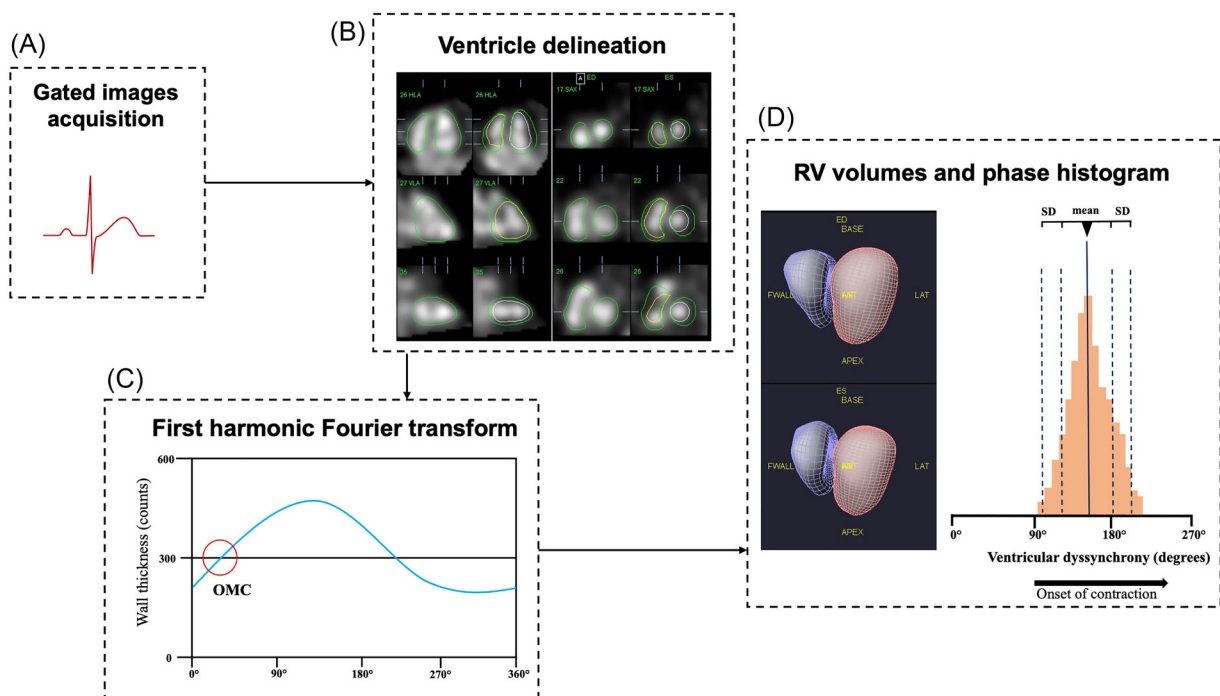 (A)
Gated images
acquisition
(B)
Ventricle delineation
26 HLA
26 HLA
A ED
ES
17 SAX
17 SAX
27 VLA
27 VLA
22
22
35
35
26
26
(C)
First harmonic Fourier transform
Wall thickness (counts)
600
300
0
OMC
0°
90°
180°
270°
360°
(D)
RV volumes and phase histogram
ED
BASE
FWALL
LAT
APEX
ES
BASE
FWALL
LAT
APEX
SD mean SD
0°
90°
180°
270°
Ventricular dyssynchrony (degrees)
Onset of contraction